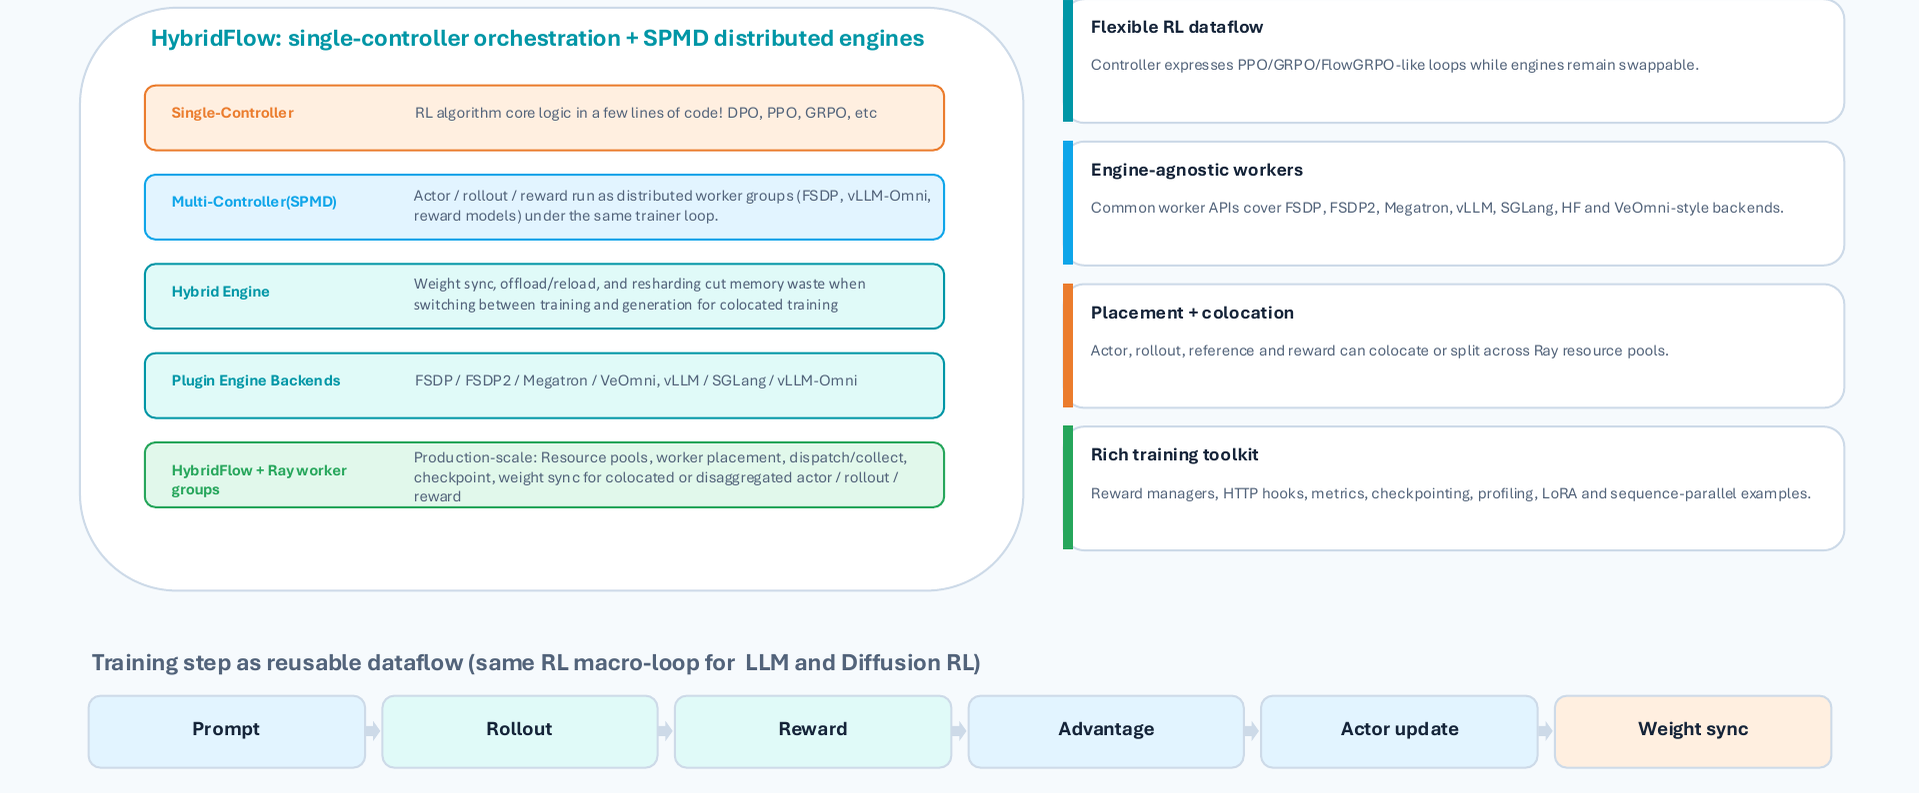 HybridFlow: single-controller orchestration + SPMD distributed engines
Single-Controller
RL algorithm core logic in a few lines of code! DPO, PPO, GRPO, etc
Multi-Controller(SPMD)
Actor / rollout / reward run as distributed worker groups (FSDP, vLLM-Omni,
reward models) under the same trainer loop.
Hybrid Engine
Weight sync, offload/reload, and resharding cut memory waste when
switching between training and generation for colocated training
Plugin Engine Backends
FSDP / FSDP2 / Megatron / VeOmni, vLLM / SGLang / vLLM-Omni
HybridFlow + Ray worker
groups
Production-scale: Resource pools, worker placement, dispatch/collect,
checkpoint, weight sync for colocated or disaggregated actor / rollout /
reward
Flexible RL dataflow
Controller expresses PPO/GRPO/FlowGRPO-like loops while engines remain swappable.
Engine-agnostic workers
Common worker APIs cover FSDP, FSDP2, Megatron, vLLM, SGLang, HF and VeOmni-style backends.
Placement + colocation
Actor, rollout, reference and reward can colocate or split across Ray resource pools.
Rich training toolkit
Reward managers, HTTP hooks, metrics, checkpointing, profiling, LoRA and sequence-parallel examples.
Training step as reusable dataflow (same RL macro-loop for LLM and Diffusion RL)
Prompt
Rollout
Reward
Advantage
Actor update
Weight sync